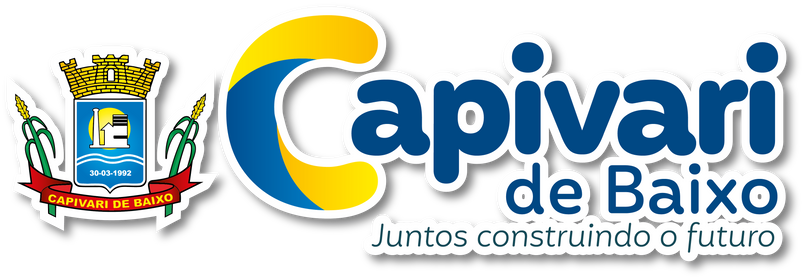 30-03-1992
CAPIVARI DE BAIXO
Capivari
de Baixo
Juntos construindo o futuro